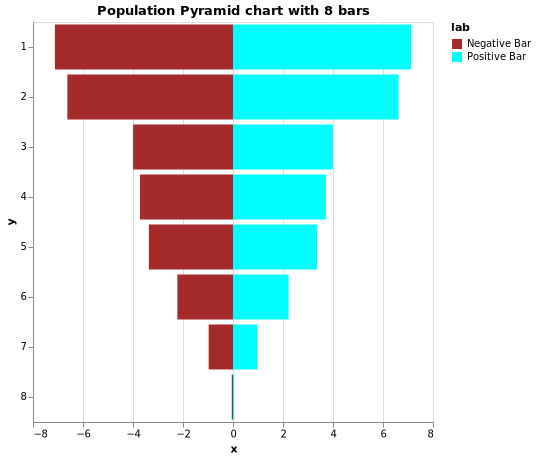 Population Pyramid chart with 8 bars
lab
Negative Bar
Positive Bar
1
2
3
4
5
6
7
8
y
−8 −6 −4 −2 0 2 4 6 8
x